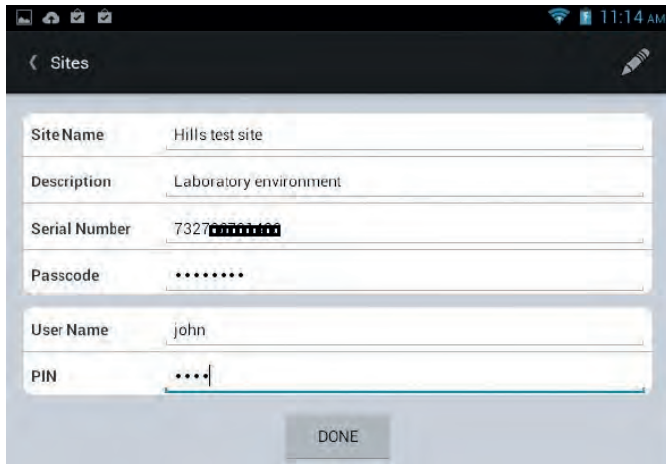 11:14 AM
Sites
Site Name Hills test site
Description Laboratory environment
Serial Number 7327
Passcode ••••••••
User Name john
PIN ••••
DONE